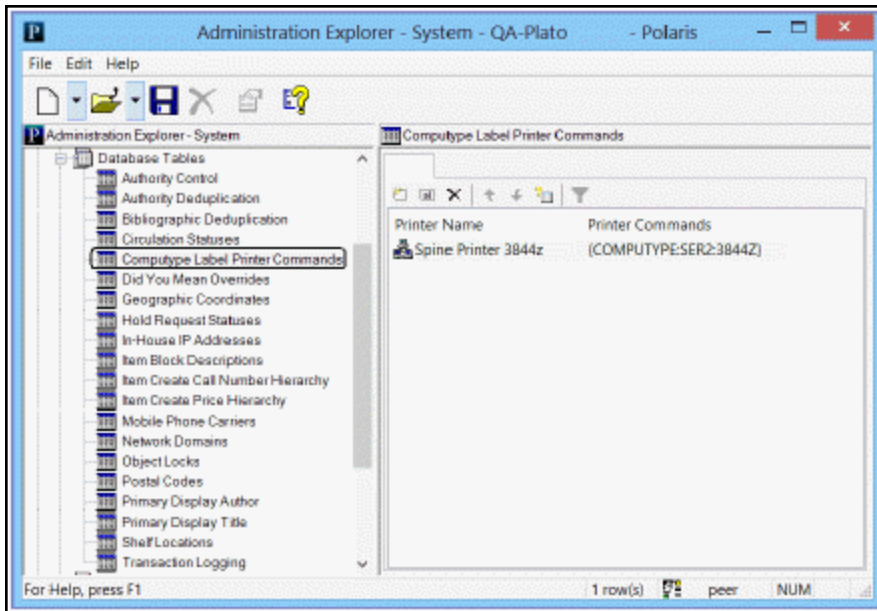 Administration Explorer - System - QA-Plato - Polaris
File Edit Help
Administration Explorer - System
Computype Label Printer Commands
Database Tables
Authority Control
Authority Deduplication
Bibliographic Deduplication
Circulation Statuses
Computype Label Printer Commands
Did You Mean Overrides
Geographic Coordinates
Hold Request Statuses
In-House IP Addresses
Item Block Descriptions
Item Create Call Number Hierarchy
Item Create Price Hierarchy
Mobile Phone Carriers
Network Domains
Object Locks
Postal Codes
Primary Display Author
Primary Display Title
Shelf Locations
Transaction Logging
Printer Name Printer Commands
Spine Printer 3844z (COMPUTYPE:SER2:3844Z)
For Help, press F1 1 row(s) peer NUM